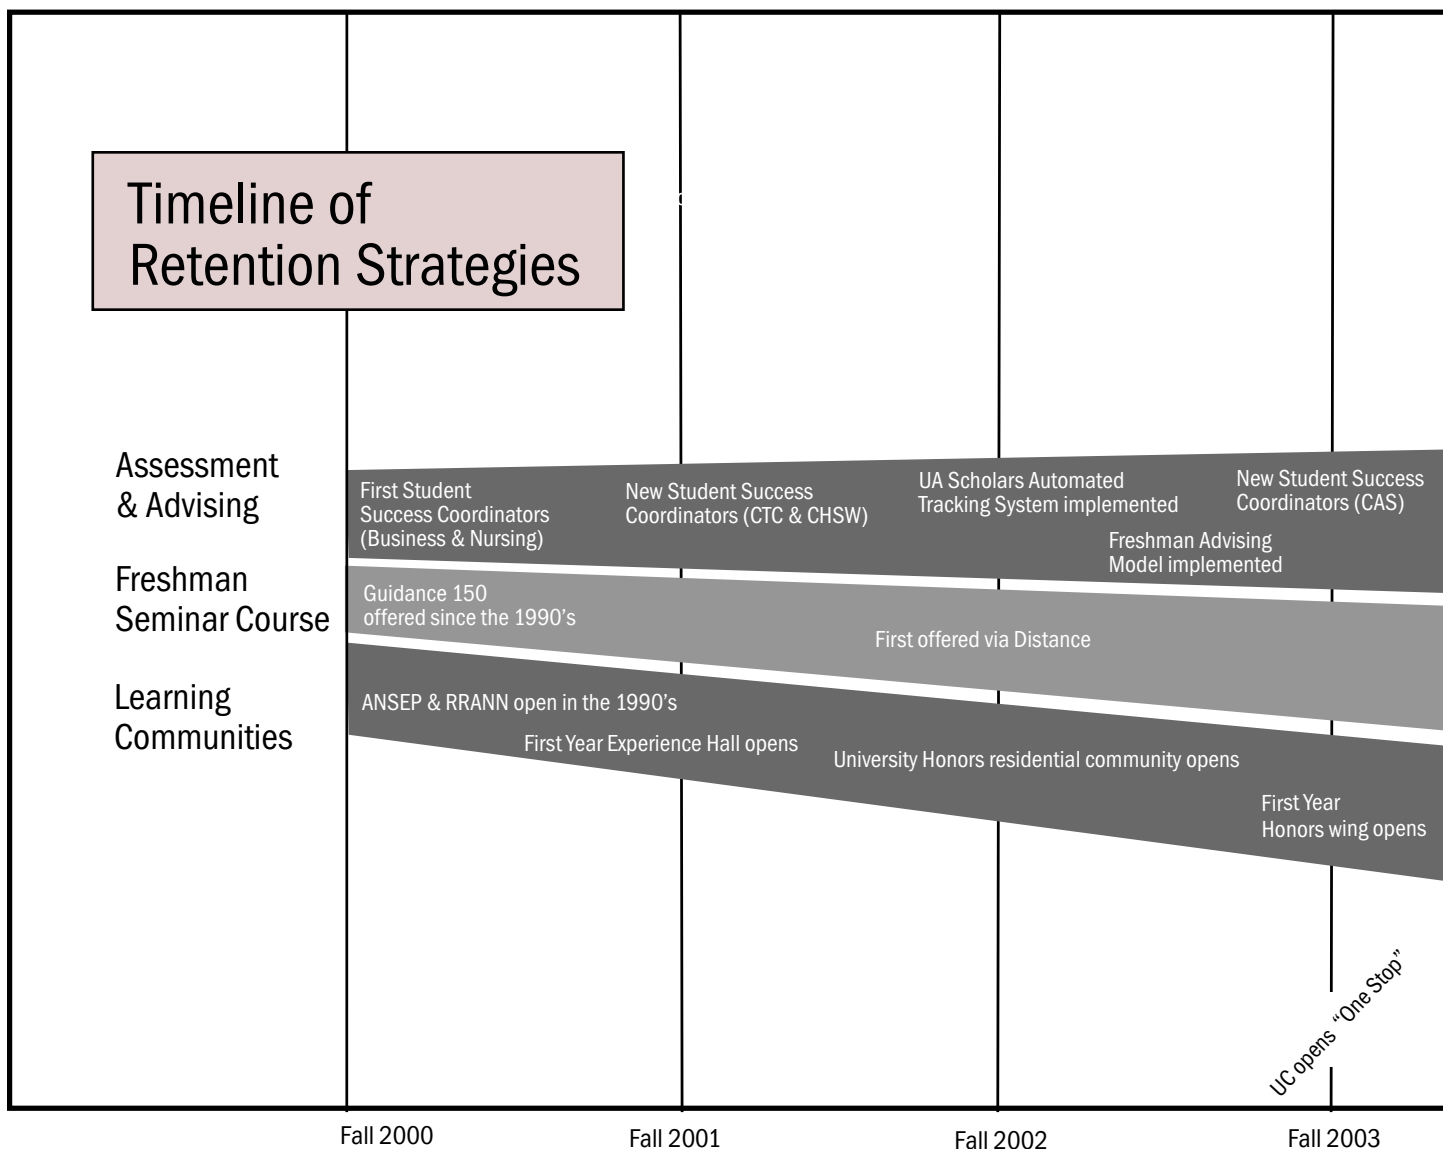 Timeline of
Retention Strategies
Assessment
& Advising
First Student
Success Coordinators
(Business & Nursing)
New Student Success
Coordinators (CTC & CHSW)
UA Scholars Automated
Tracking System implemented
New Student Success
Coordinators (CAS)
Freshman Advising
Model implemented
Freshman
Seminar Course
Guidance 150
offered since the 1990’s
First offered via Distance
Learning
Communities
ANSEP & RRANN open in the 1990’s
First Year Experience Hall opens
University Honors residential community opens
First Year
Honors wing opens
UC opens “One Stop”
Fall 2000
Fall 2001
Fall 2002
Fall 2003